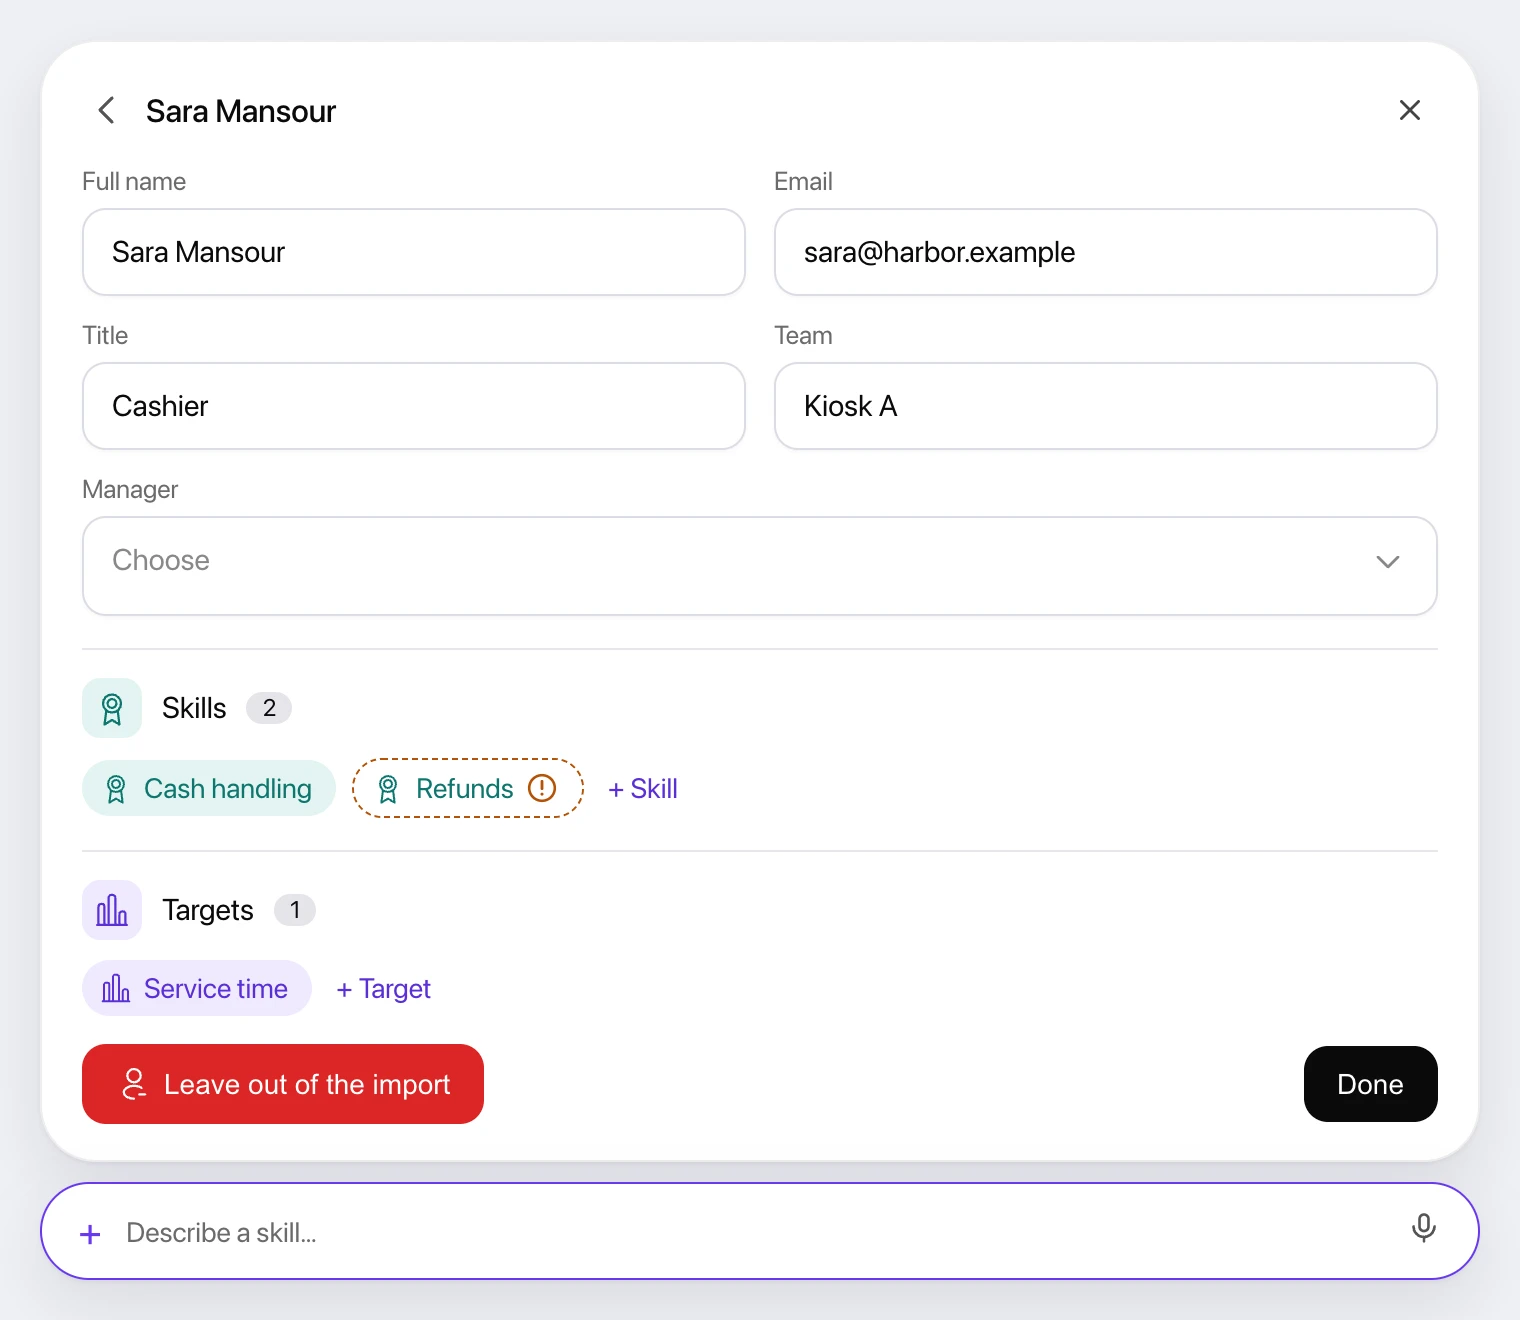 Sara Mansour
Full name
Email
Sara Mansour
sara@harbor.example
Title
Team
Cashier
Kiosk A
Manager
Choose
Skills 2
Cash handling Refunds + Skill
Targets 1
Service time + Target
Leave out of the import
Done
Describe a skill...